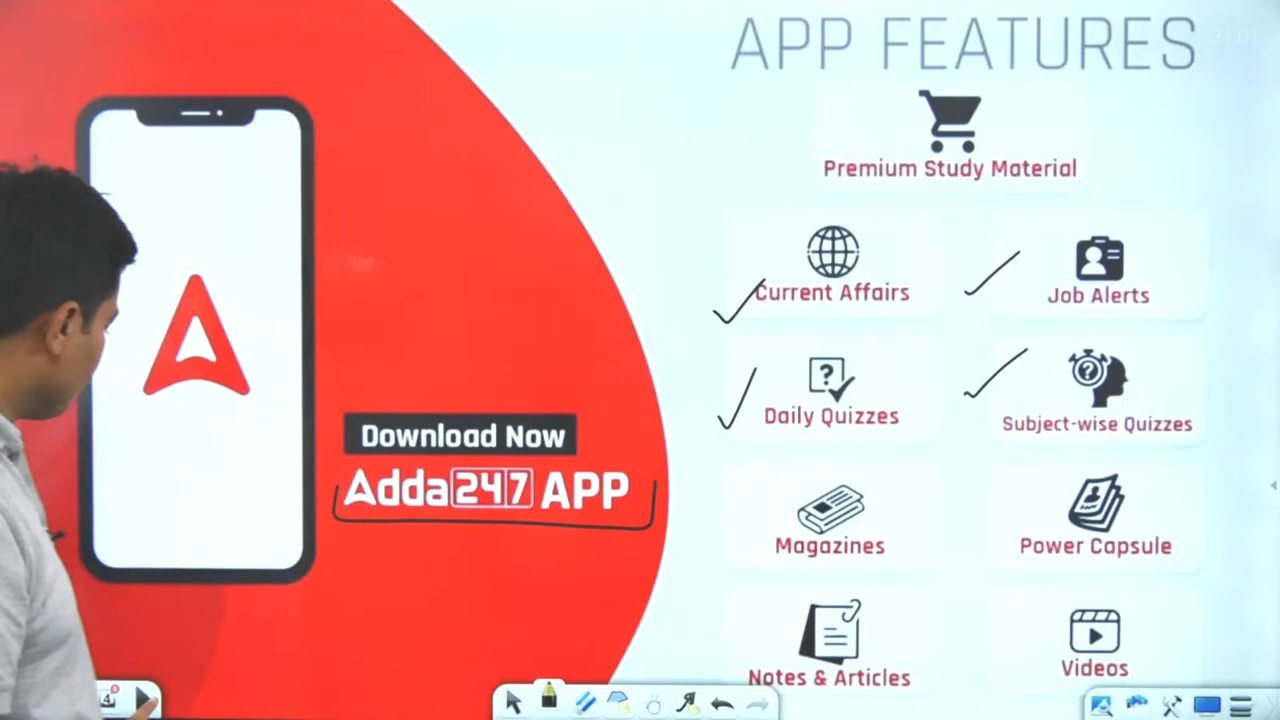 APP FEATURES
Premium Study Material
Current Affairs
Job Alerts
Daily Quizzes
Subject-wise Quizzes
Download Now
Adda247 APP
Magazines
Power Capsule
Notes & Articles
Videos